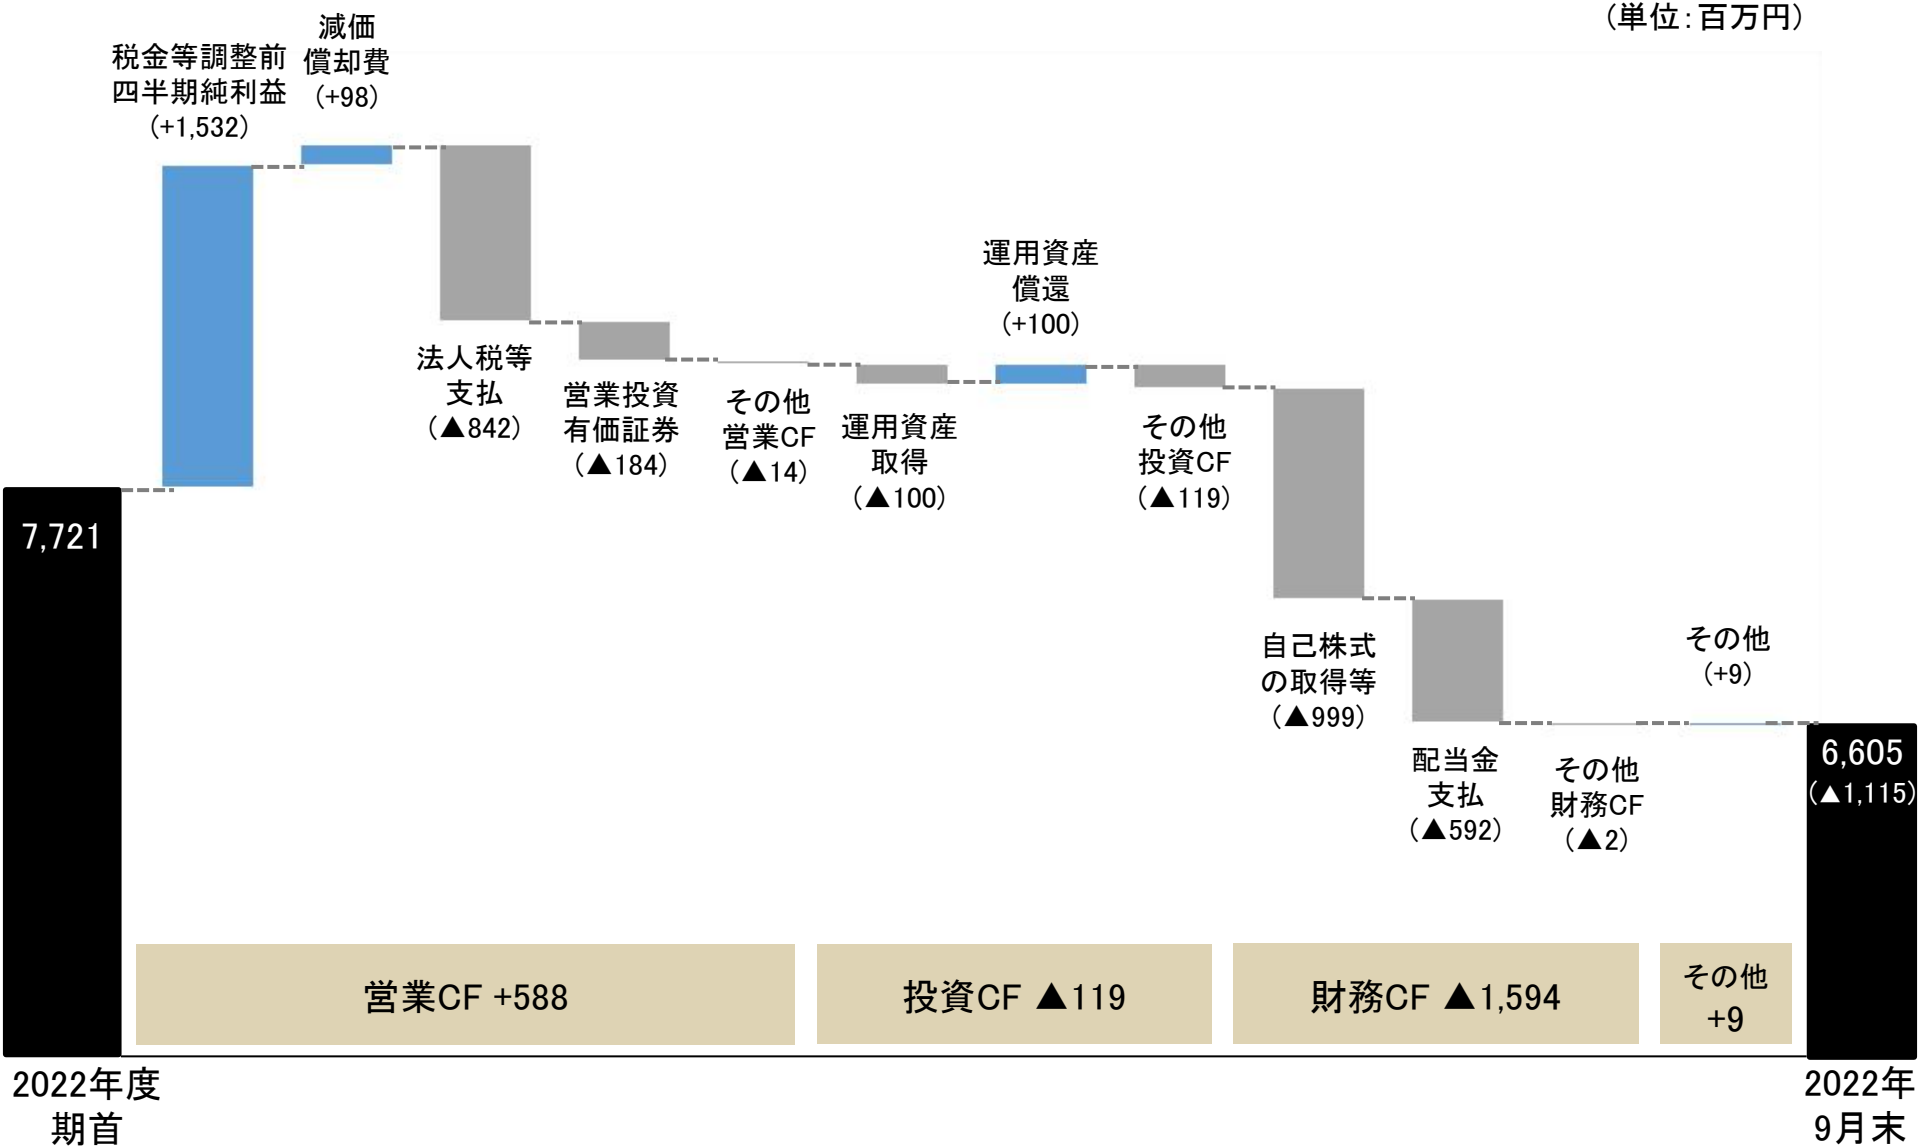 （単位：百万円）
税金等調整前
四半期純利益
（+1,532）
減価
償却費
（+98）
法人税等
支払
（▲842）
営業投資
有価証券
（▲184）
その他
営業CF
（▲14）
運用資産
取得
（▲100）
運用資産
償還
（+100）
その他
投資CF
（▲119）
自己株式
の取得等
（▲999）
配当金
支払
（▲592）
その他
財務CF
（▲2）
その他
（+9）
7,721
6,605
（▲1,115）
営業CF +588
投資CF ▲119
財務CF ▲1,594
その他
+9
2022年度
期首
2022年
9月末